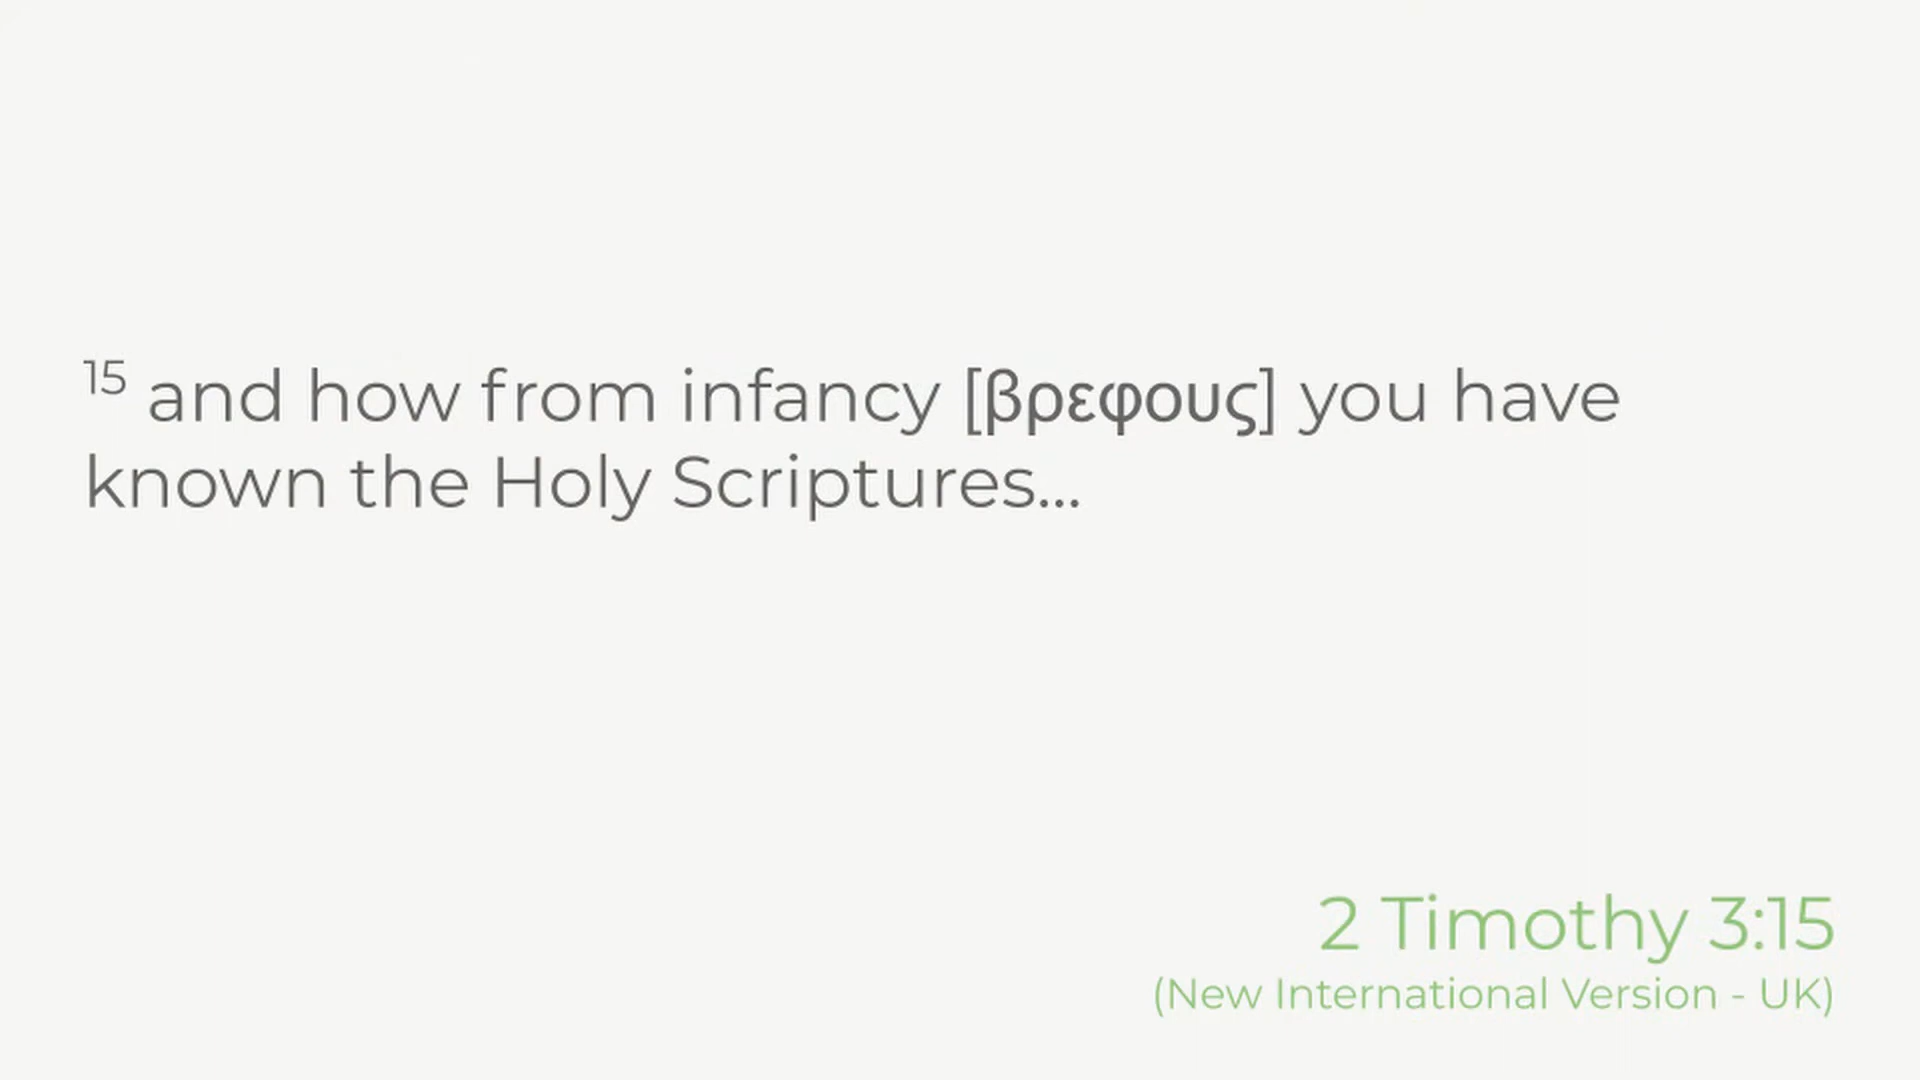 15 and how from infancy [βρεφους] you have
known the Holy Scriptures...
2 Timothy 3:15
(New International Version - UK)